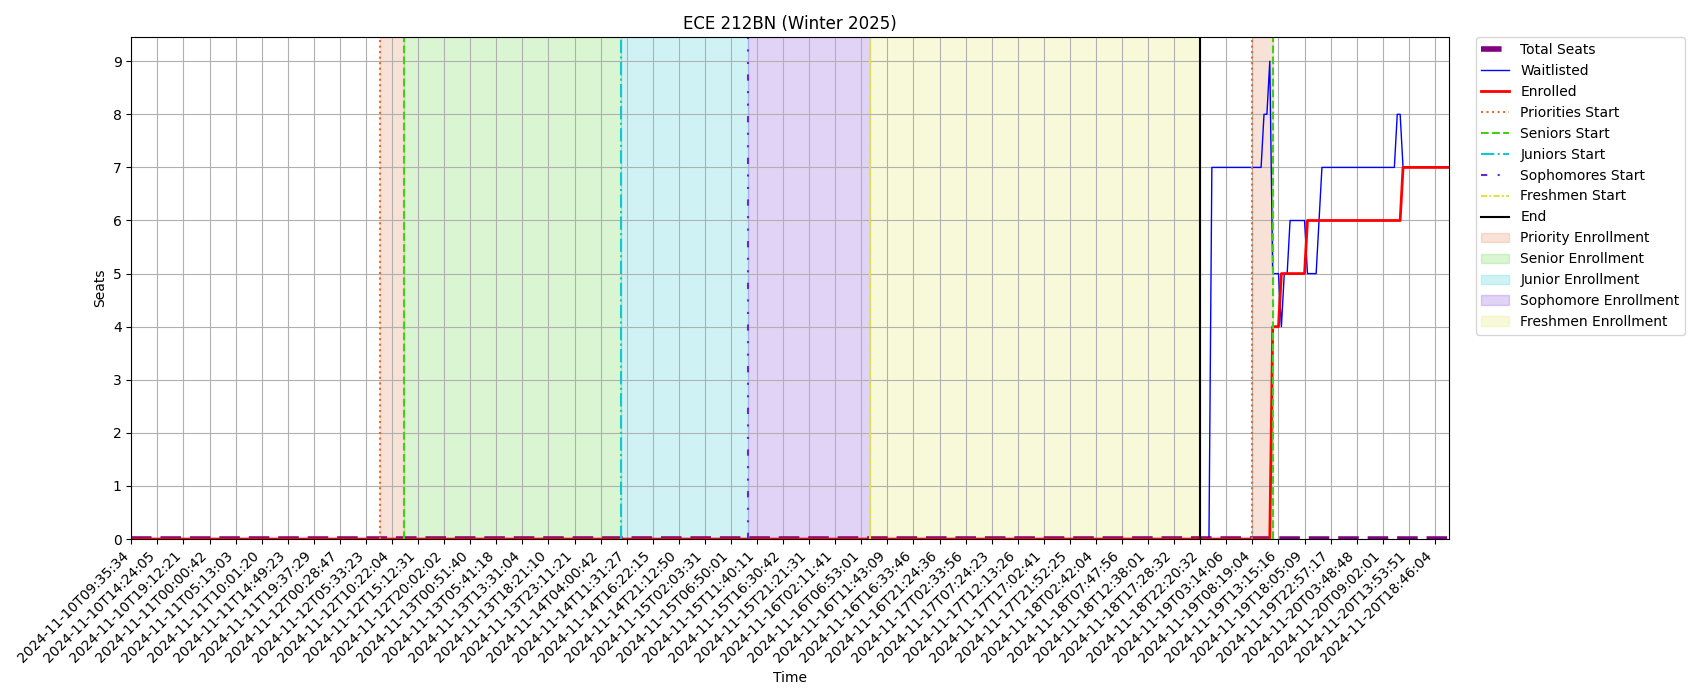 ECE 212BN (Winter 2025)
Seats
9
8
7
6
5
4
3
2
1
0
2024-11-10T09:35:34
2024-11-10T14:24:05
2024-11-10T19:12:21
2024-11-11T00:00:42
2024-11-11T05:13:03
2024-11-11T10:01:20
2024-11-11T14:49:23
2024-11-11T19:37:29
2024-11-12T00:28:47
2024-11-12T05:33:23
2024-11-12T10:22:04
2024-11-12T15:12:31
2024-11-12T20:02:02
2024-11-13T00:51:40
2024-11-13T05:41:18
2024-11-13T13:31:04
2024-11-13T18:21:10
2024-11-13T23:11:21
2024-11-14T04:00:42
2024-11-14T11:31:27
2024-11-14T16:22:15
2024-11-14T21:12:50
2024-11-15T02:03:31
2024-11-15T06:50:01
2024-11-15T11:40:11
2024-11-15T16:30:42
2024-11-15T21:21:31
2024-11-16T02:11:41
2024-11-16T06:53:01
2024-11-16T11:43:09
2024-11-16T16:33:46
2024-11-16T21:24:36
2024-11-17T02:33:56
2024-11-17T07:24:23
2024-11-17T12:13:26
2024-11-17T17:02:41
2024-11-17T21:52:25
2024-11-18T02:42:04
2024-11-18T07:47:56
2024-11-18T12:38:01
2024-11-18T17:28:32
2024-11-18T22:20:32
2024-11-19T03:14:06
2024-11-19T08:19:04
2024-11-19T13:15:16
2024-11-19T18:05:09
2024-11-19T22:57:17
2024-11-20T03:48:48
2024-11-20T09:02:01
2024-11-20T13:53:51
2024-11-20T18:46:04
Time
Total Seats
Waitlisted
Enrolled
Priorities Start
Seniors Start
Juniors Start
Sophomores Start
Freshmen Start
End
Priority Enrollment
Senior Enrollment
Junior Enrollment
Sophomore Enrollment
Freshmen Enrollment